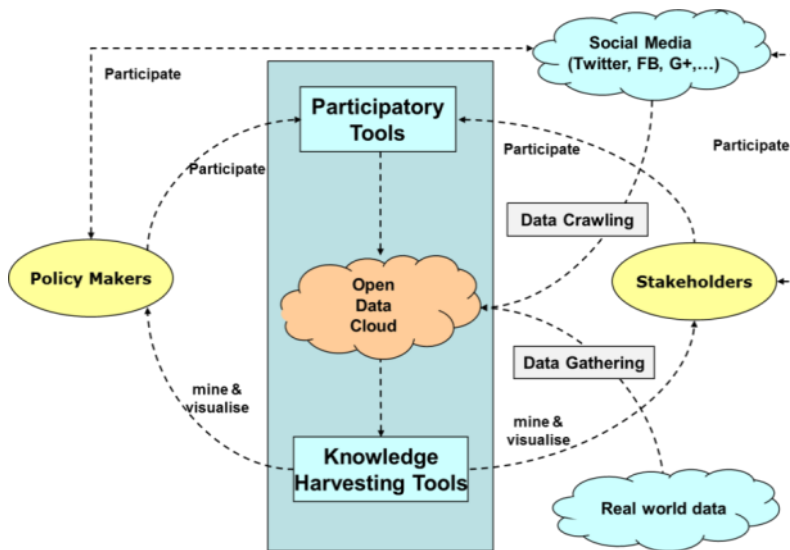 Social Media
(Twitter, FB, G+,...)
Participate
Participatory
Tools
Participate
Participate
Participate
Data Crawling
Policy Makers
Open
Data
Cloud
Stakeholders
Data Gathering
mine &
visualise
mine &
visualise
Knowledge
Harvesting Tools
Real world data